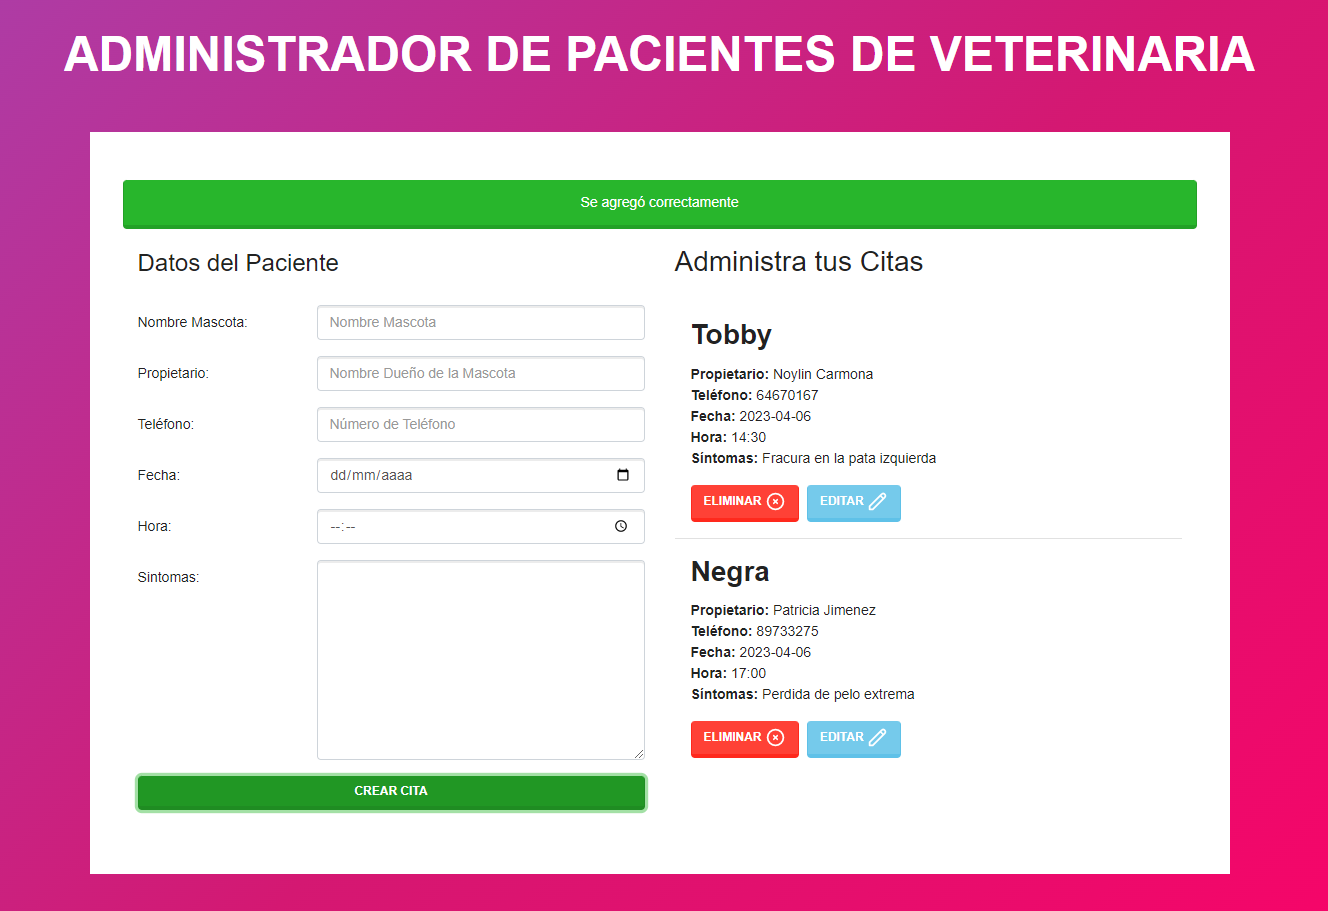 ADMINISTRADOR DE PACIENTES DE VETERINARIA
Se agregó correctamente
Datos del Paciente
Nombre Mascota:
Nombre Mascota
Propietario:
Nombre Dueño de la Mascota
Teléfono:
Número de Teléfono
Fecha:
dd/mm/aaaa
Hora:
--:--
Sintomas:
CREAR CITA
Administra tus Citas
Tobby
Propietario: Noylin Carmona
Teléfono: 64670167
Fecha: 2023-04-06
Hora: 14:30
Síntomas: Fracura en la pata izquierda
ELIMINAR
EDITAR
Negra
Propietario: Patricia Jimenez
Teléfono: 89733275
Fecha: 2023-04-06
Hora: 17:00
Síntomas: Perdida de pelo extrema
ELIMINAR
EDITAR